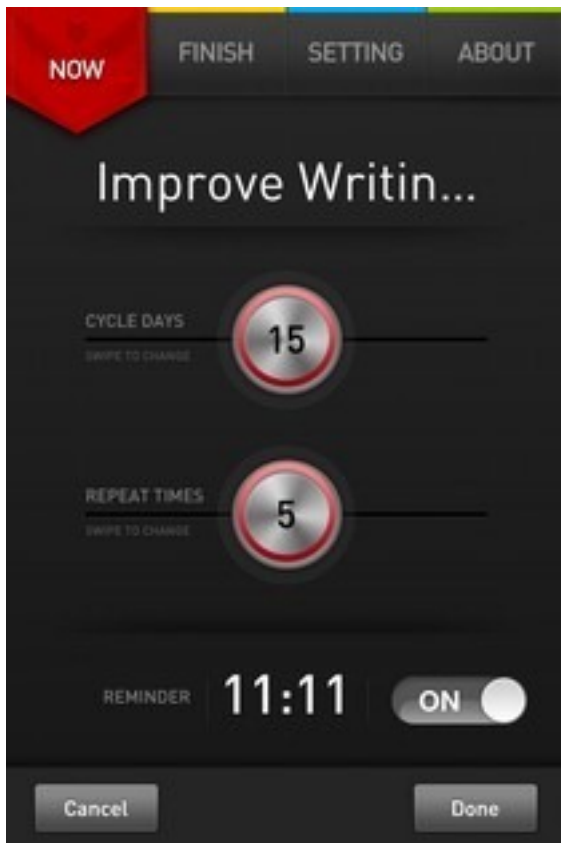 NOW FINISH SETTING ABOUT
Improve Writin...
CYCLE DAYS
15
SWIPE TO CHANGE
REPEAT TIMES
5
SWIPE TO CHANGE
REMINDER 11:11 ON
Cancel Done